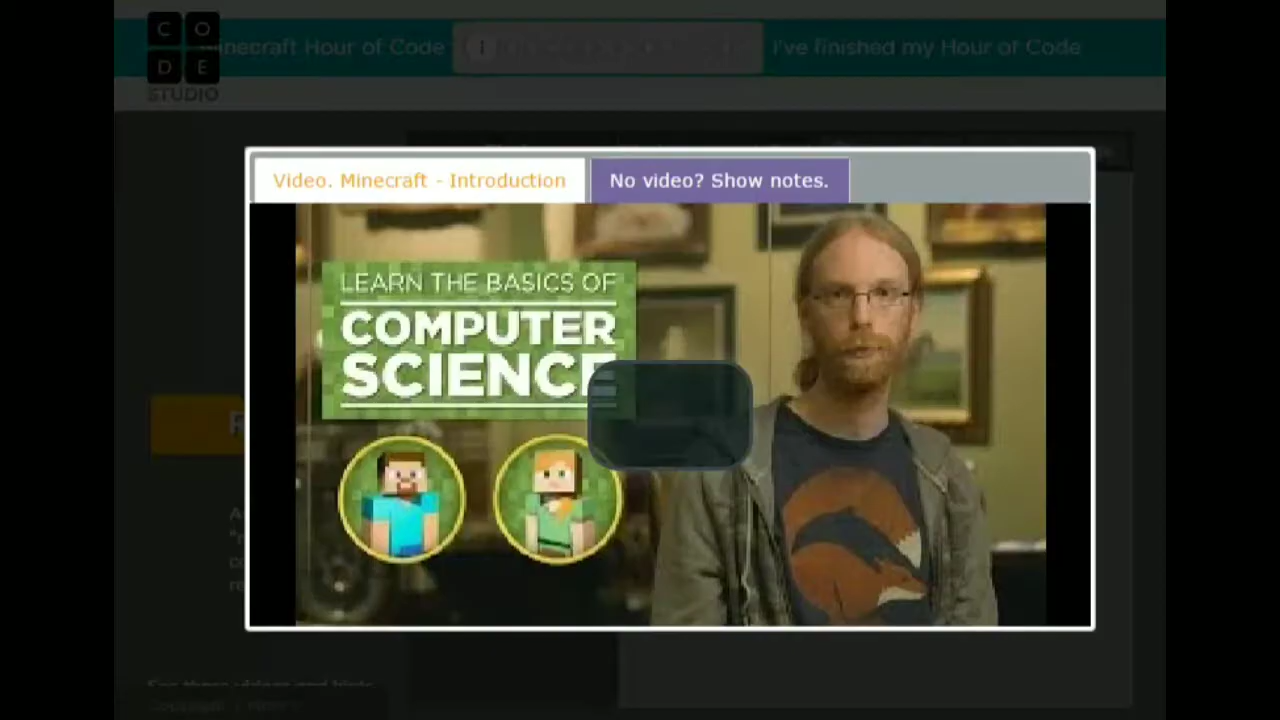 C O
D E
STUDIO
Minecraft Hour of Code
1
I've finished my Hour of Code
Video. Minecraft - Introduction
No video? Show notes.
LEARN THE BASICS OF
COMPUTER
SCIENCE